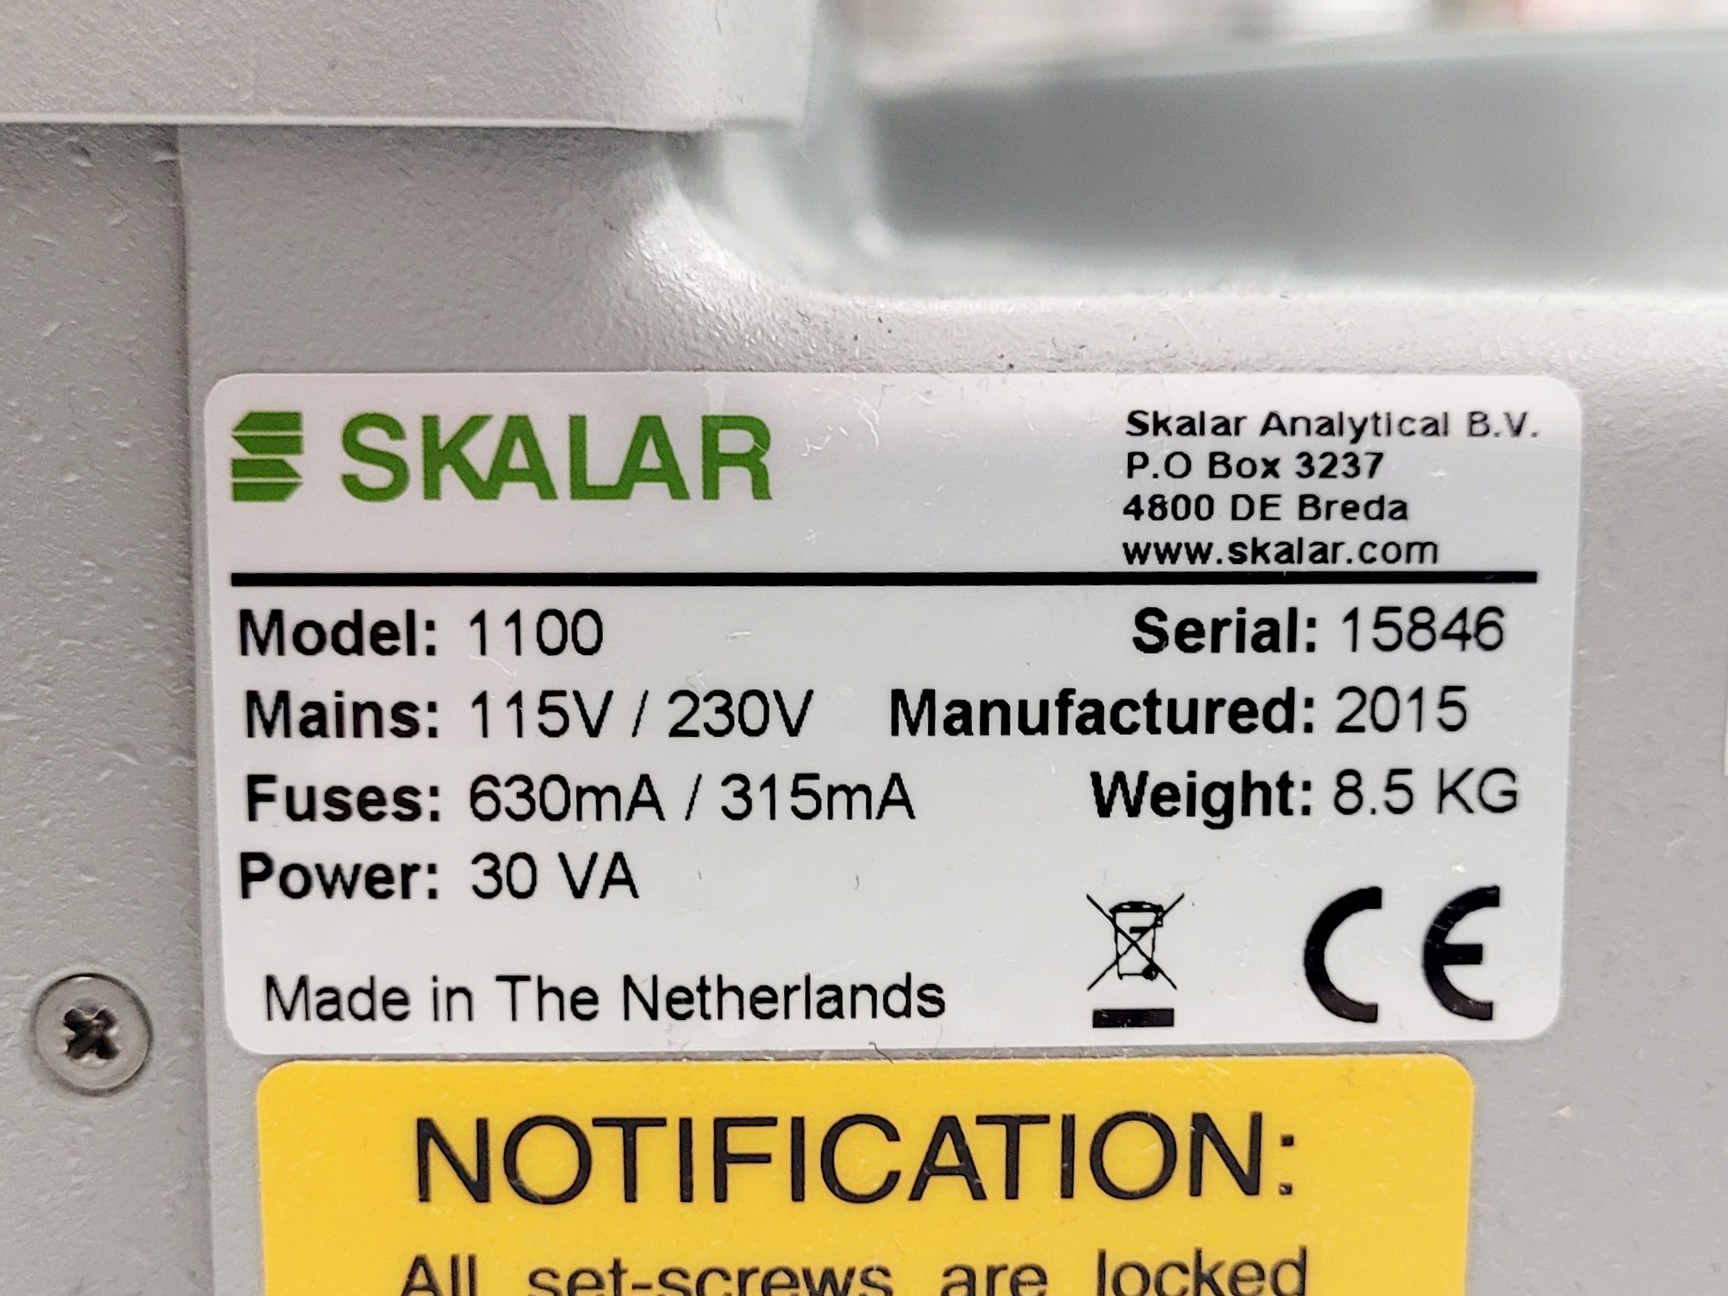 SKALAR
Skalar Analytical B.V.
P.O Box 3237
4800 DE Breda
www.skalar.com
Model: 1100
Serial: 15846
Mains: 115V / 230V
Manufactured: 2015
Fuses: 630mA / 315mA
Weight: 8.5 KG
Power: 30 VA
Made in The Netherlands
CE
NOTIFICATION:
All set-screws are locked